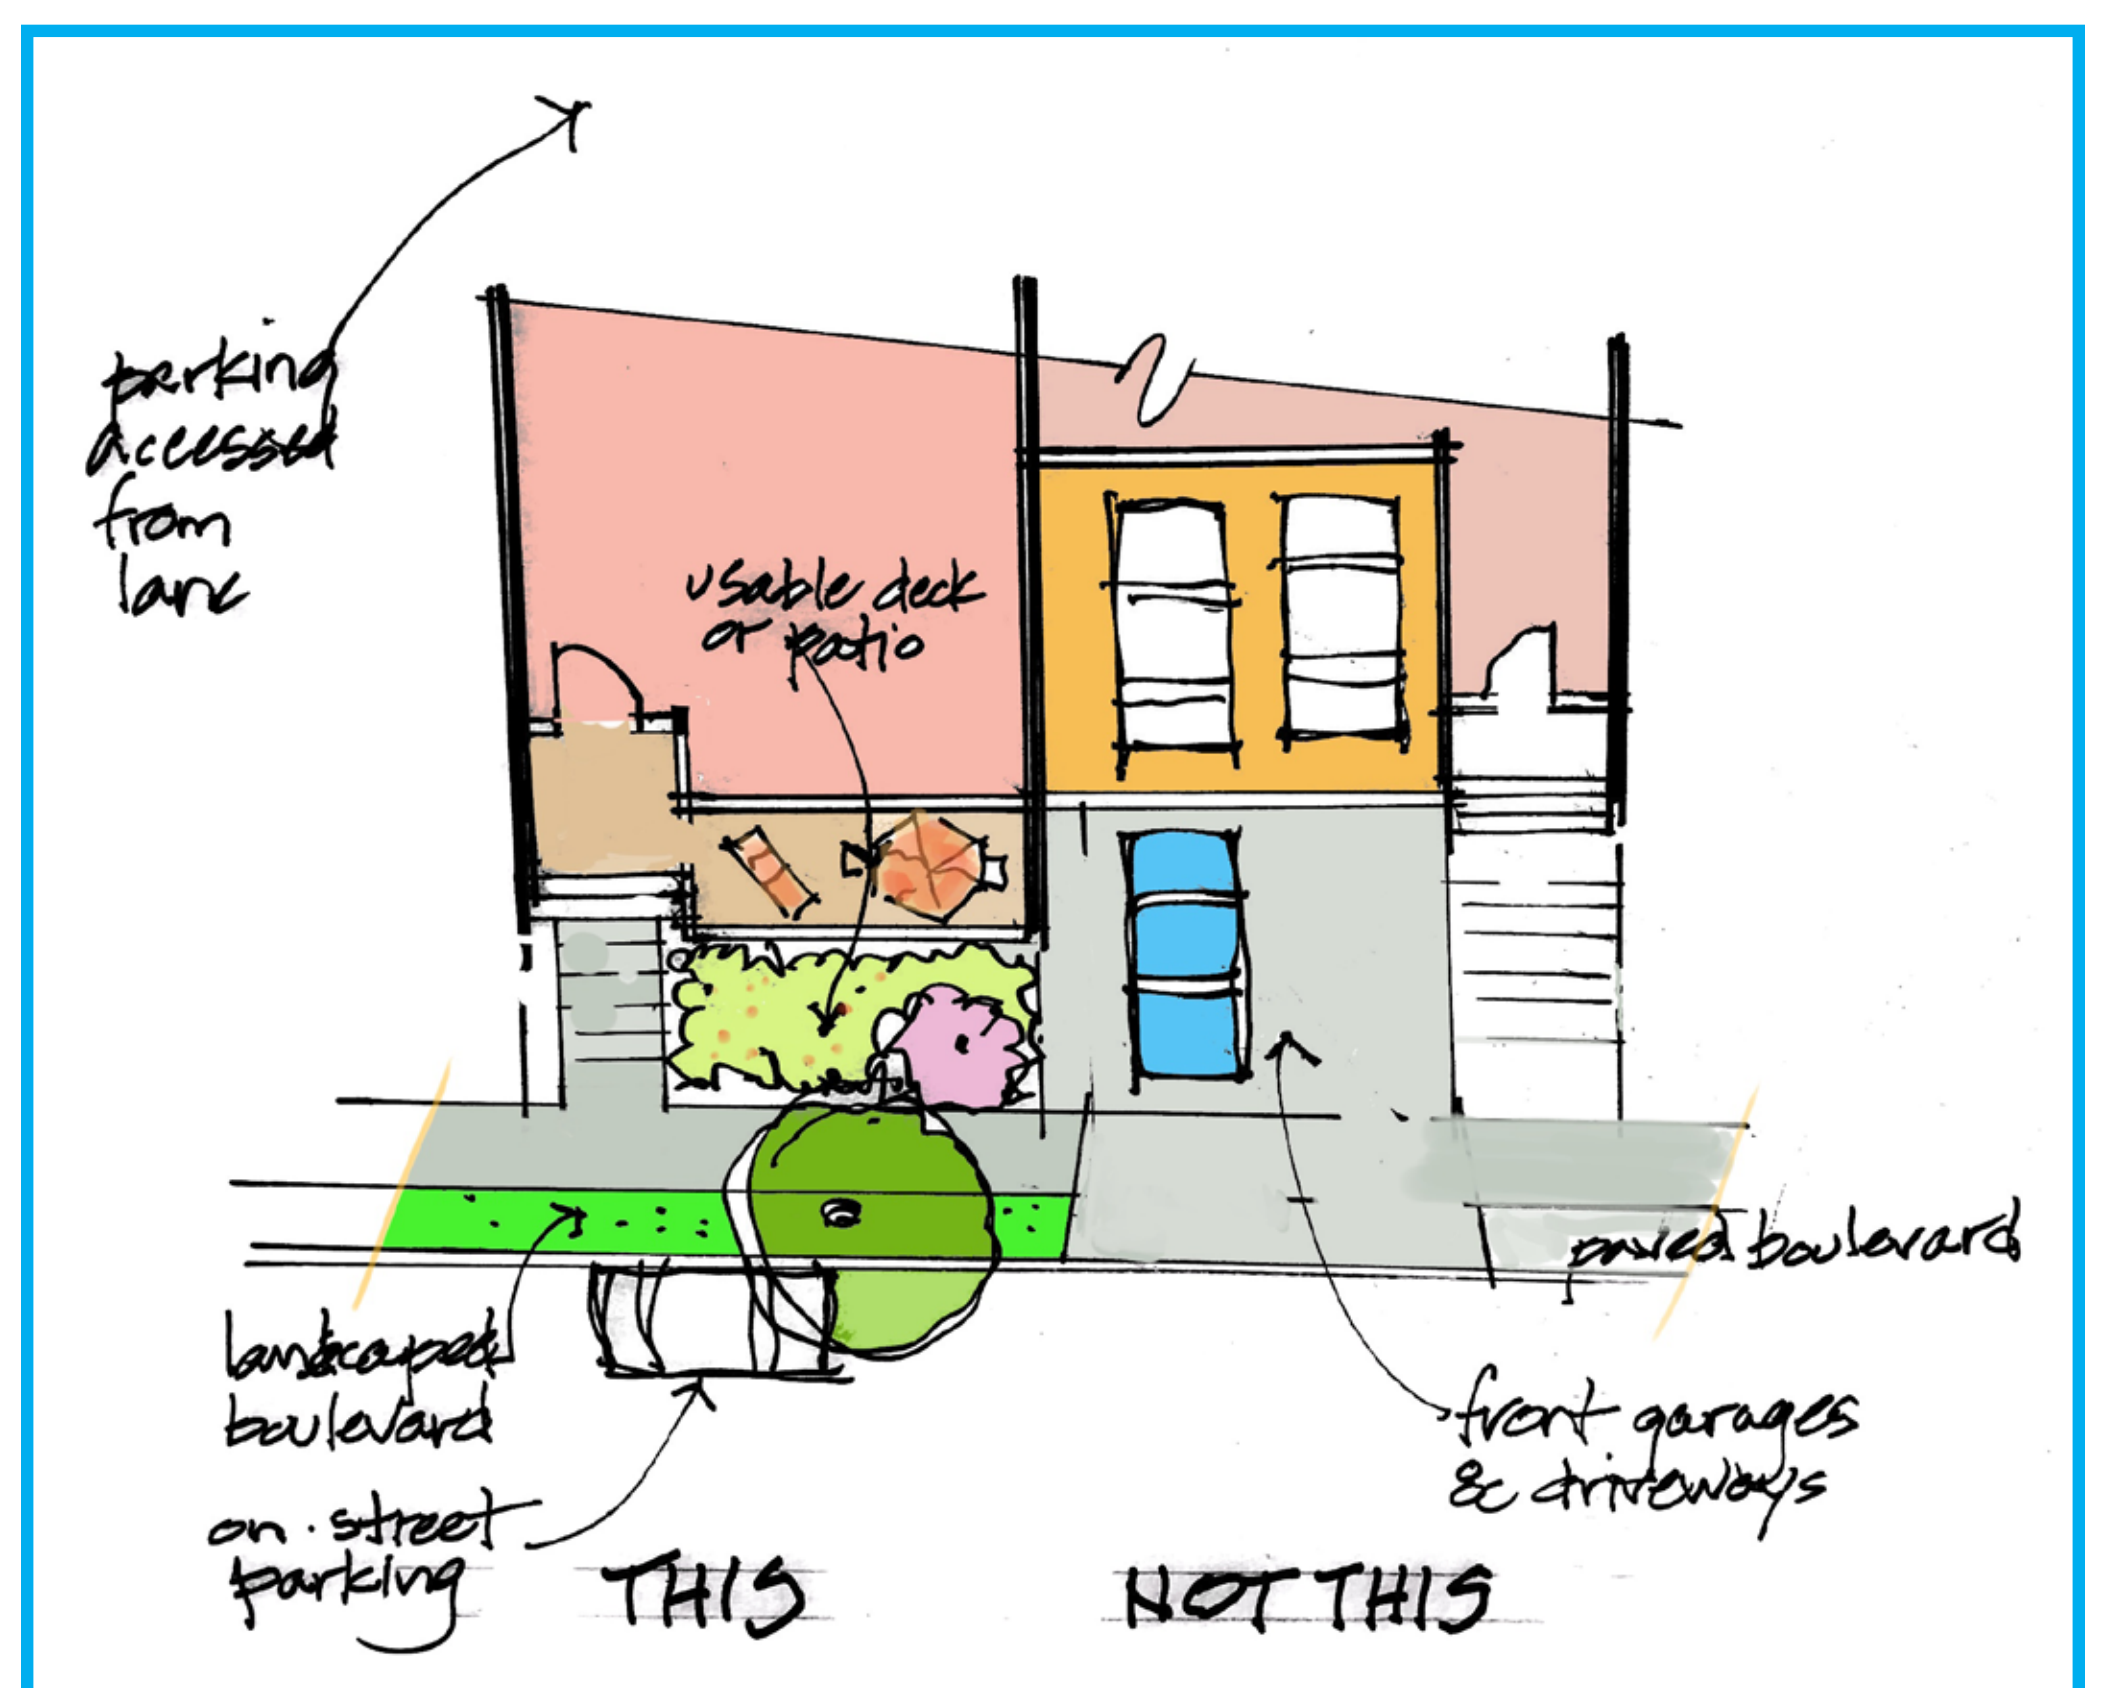 parking
accessed
from
lane
usable deck
or patio
paved boulevard
landscaped
boulevard
front garages
& driveways
on-street
parking
THIS
NOT THIS